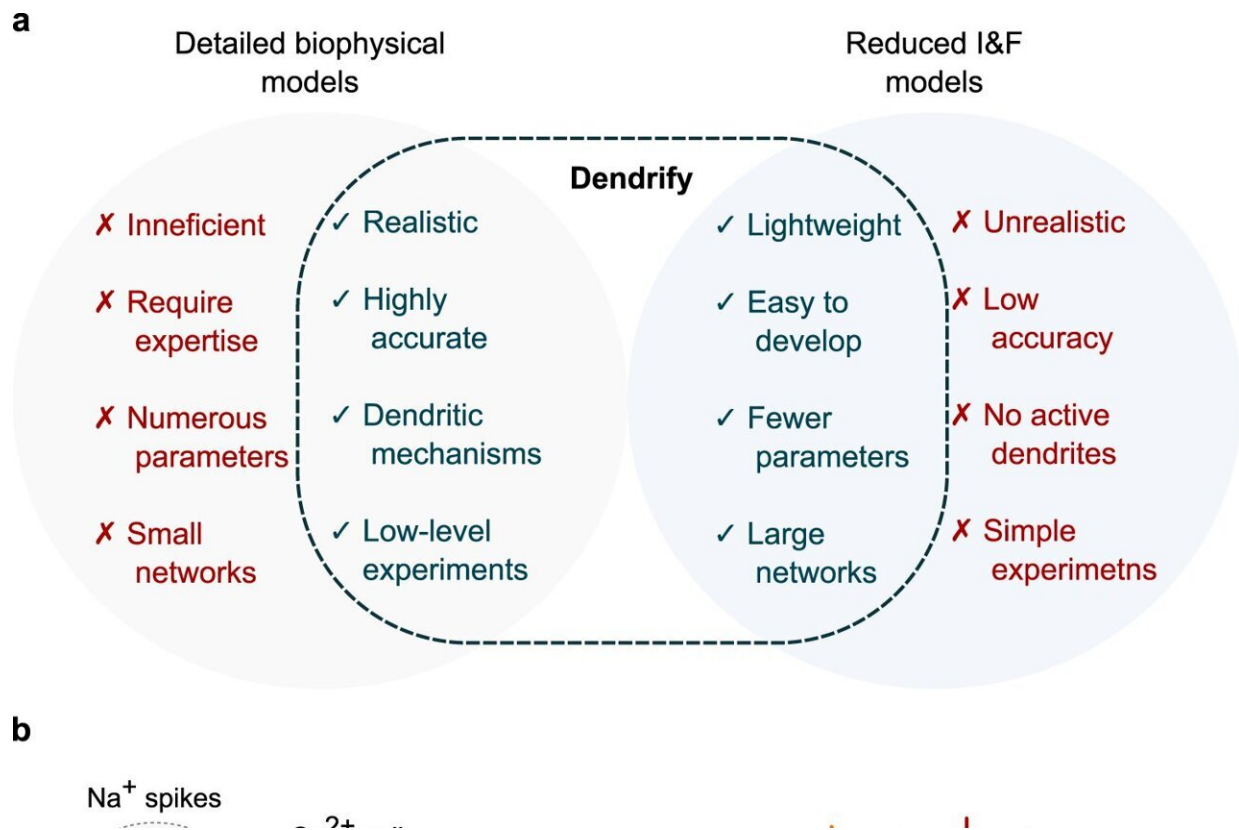 a
Detailed biophysical
models
Reduced I&F
models
Dendrify
✗ Inneficient
✗ Require
expertise
✗ Numerous
parameters
✗ Small
networks
✓ Realistic
✓ Highly
accurate
✓ Dendritic
mechanisms
✓ Low-level
experiments
✓ Lightweight
✓ Easy to
develop
✓ Fewer
parameters
✓ Large
networks
✗ Unrealistic
✗ Low
accuracy
✗ No active
dendrites
✗ Simple
experimetns
b
Na+ spikes